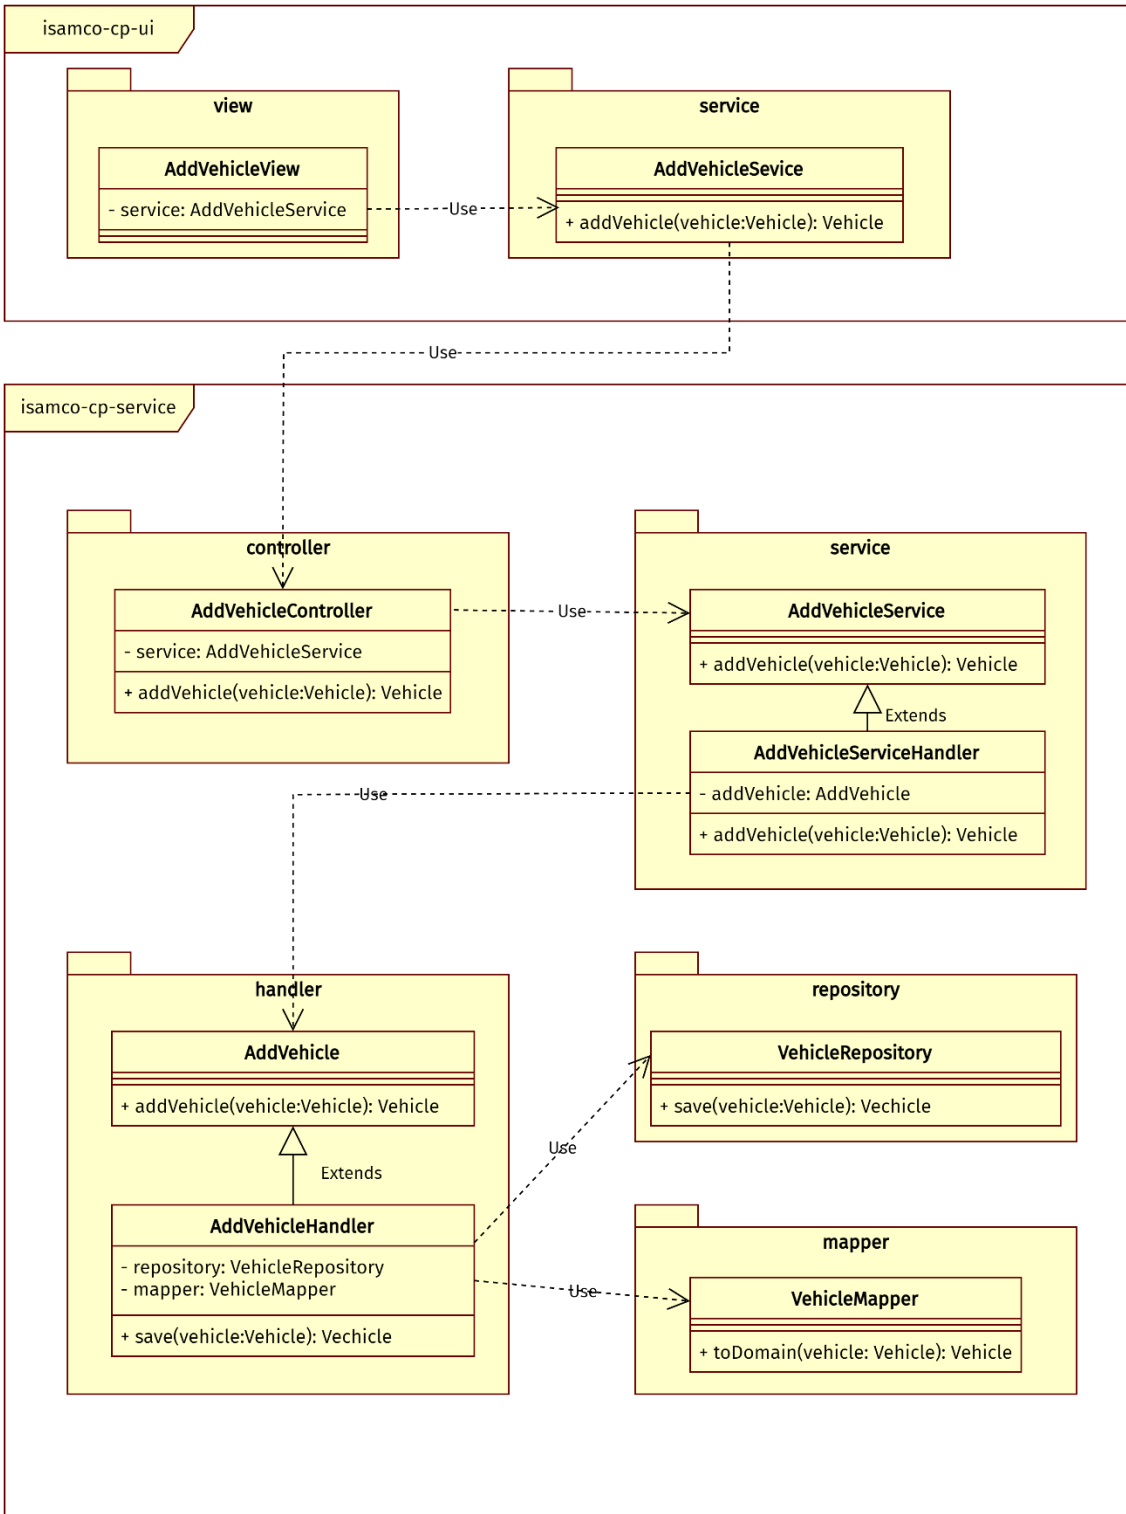 isamco-cp-ui
view
AddVehicleView
- service: AddVehicleService
Use
service
AddVehicleSevice
+ addVehicle(vehicle:Vehicle): Vehicle
Use
isamco-cp-service
controller
AddVehicleController
- service: AddVehicleService
+ addVehicle(vehicle:Vehicle): Vehicle
Use
service
AddVehicleService
+ addVehicle(vehicle:Vehicle): Vehicle
Extends
AddVehicleServiceHandler
- addVehicle: AddVehicle
+ addVehicle(vehicle:Vehicle): Vehicle
Use
handler
AddVehicle
+ addVehicle(vehicle:Vehicle): Vehicle
Extends
AddVehicleHandler
- repository: VehicleRepository
- mapper: VehicleMapper
+ save(vehicle:Vehicle): Vechicle
Use
repository
VehicleRepository
+ save(vehicle:Vehicle): Vechicle
Use
mapper
VehicleMapper
+ toDomain(vehicle: Vehicle): Vehicle